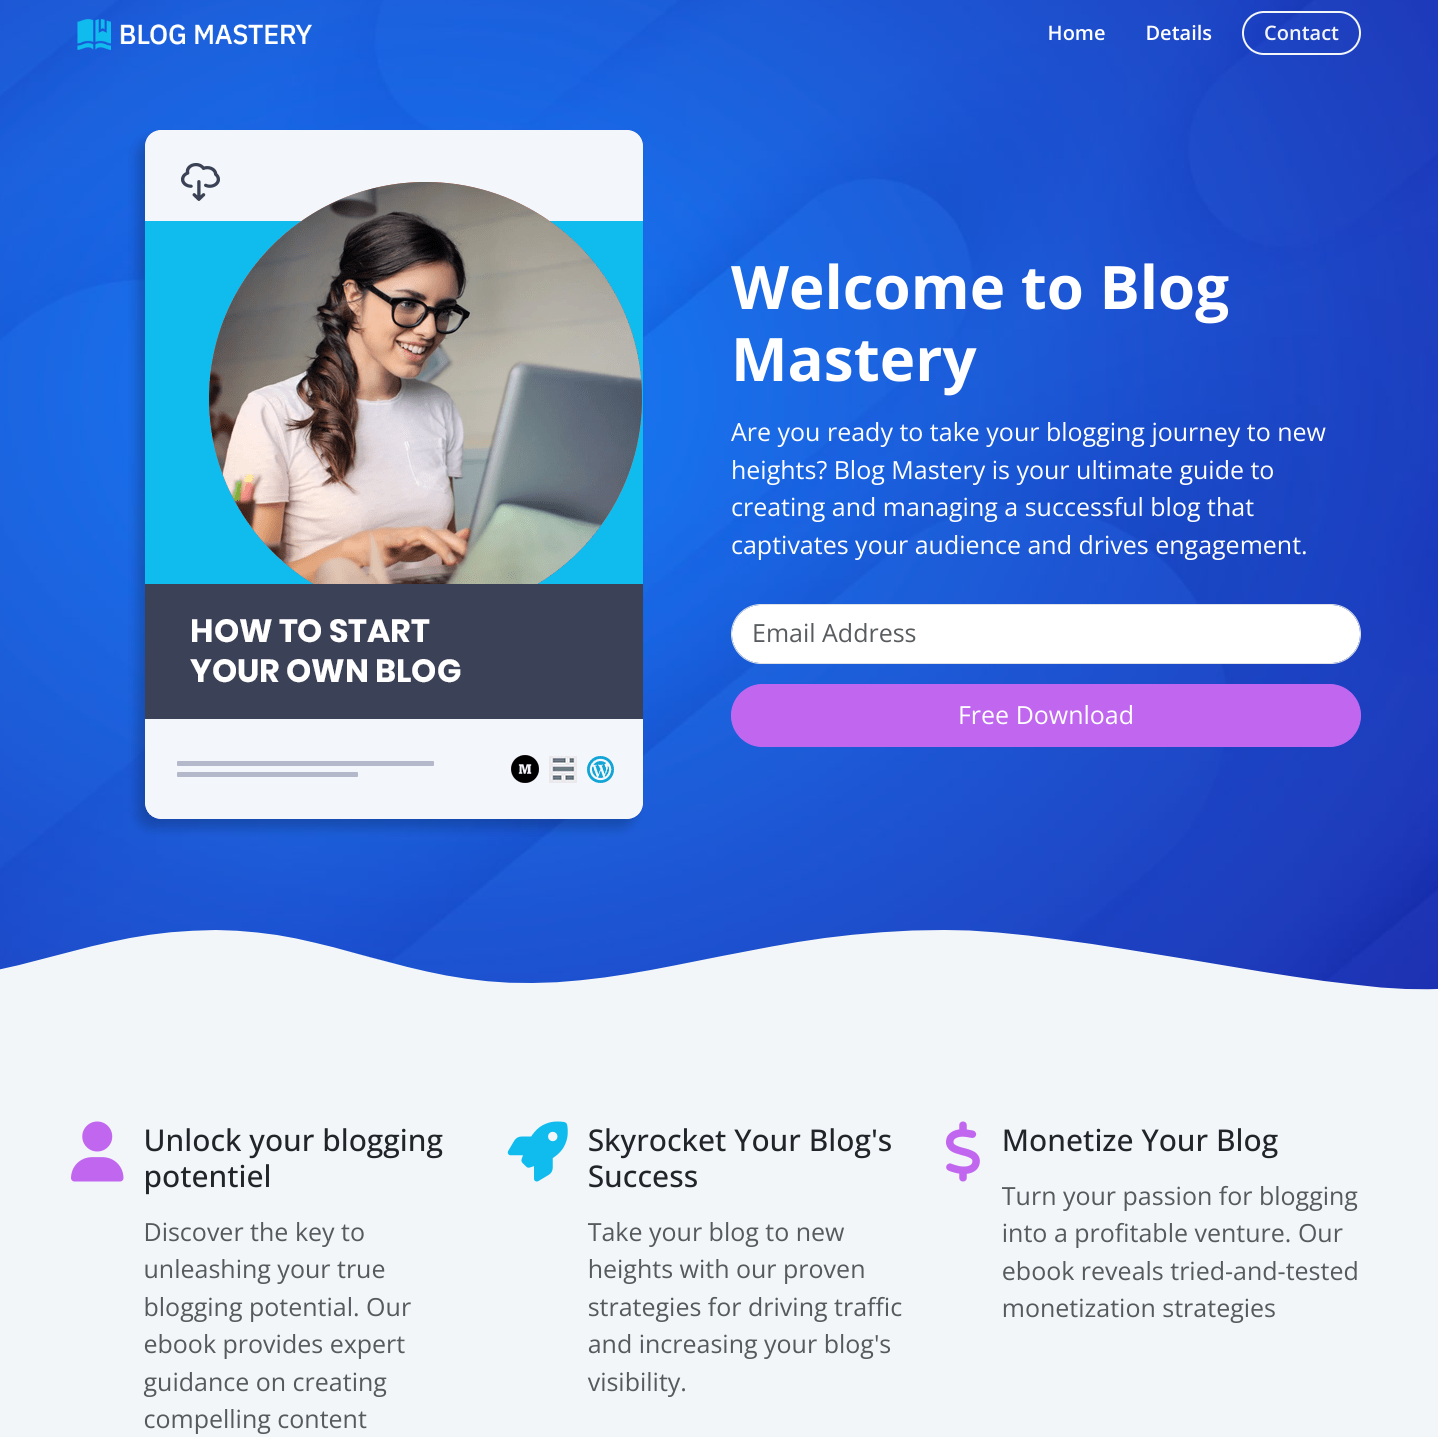 BLOG MASTERY
Home
Details
Contact
HOW TO START
YOUR OWN BLOG
M
W
Welcome to Blog
Mastery
Are you ready to take your blogging journey to new
heights? Blog Mastery is your ultimate guide to
creating and managing a successful blog that
captivates your audience and drives engagement.
Email Address
Free Download
Unlock your blogging
potentiel
Discover the key to
unleashing your true
blogging potential. Our
ebook provides expert
guidance on creating
compelling content
Skyrocket Your Blog's
Success
Take your blog to new
heights with our proven
strategies for driving traffic
and increasing your blog's
visibility.
Monetize Your Blog
Turn your passion for blogging
into a profitable venture. Our
ebook reveals tried-and-tested
monetization strategies